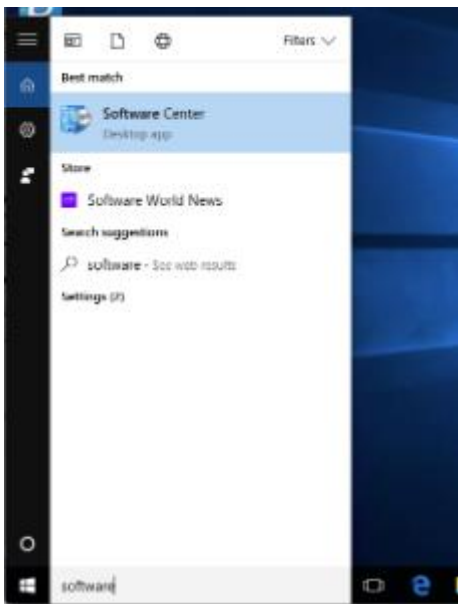 Filters
Best match
Software Center
Desktop app
Store
Software World News
Search suggestions
software - See web results
Settings (2)
software